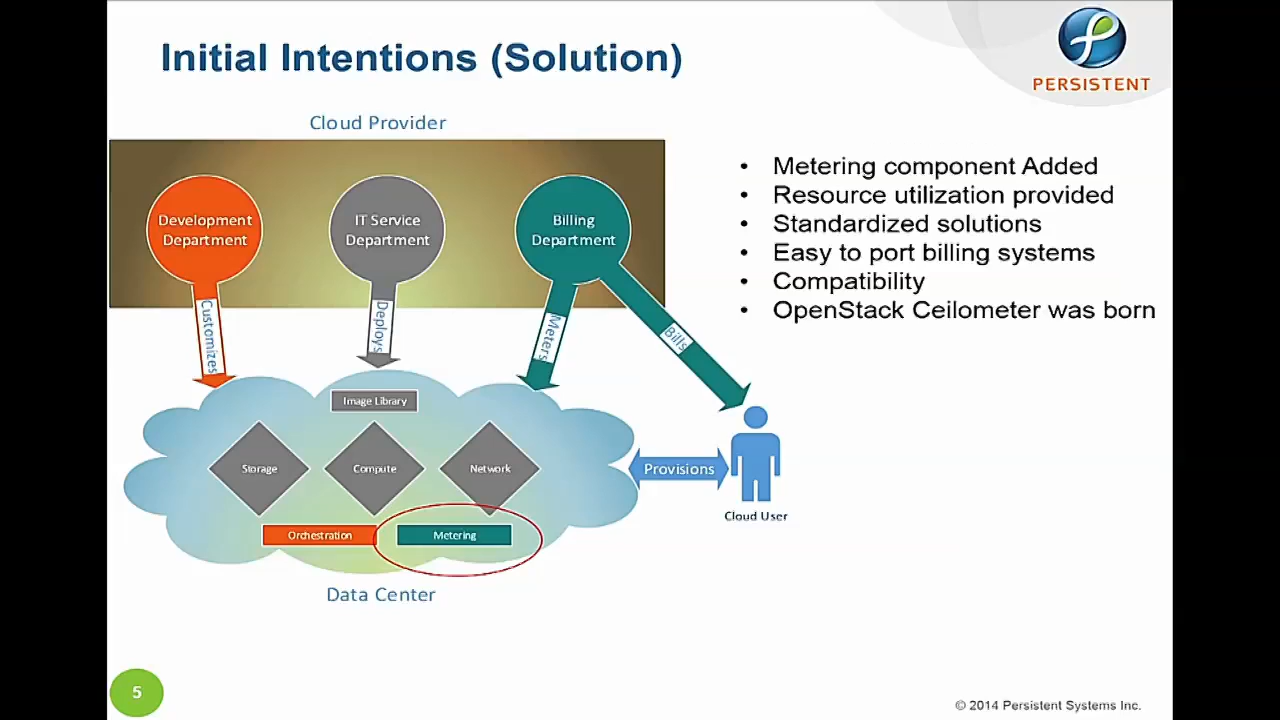 Initial Intentions (Solution)
PERSISTENT
Cloud Provider
Development
Department
IT Service
Department
Billing
Department
Customizes
Deploys
Meters
Bills
• Metering component Added
• Resource utilization provided
• Standardized solutions
• Easy to port billing systems
• Compatibility
• OpenStack Ceilometer was born
Image Library
Storage
Compute
Network
Orchestration
Metering
Provisions
Cloud User
Data Center
5
© 2014 Persistent Systems Inc.